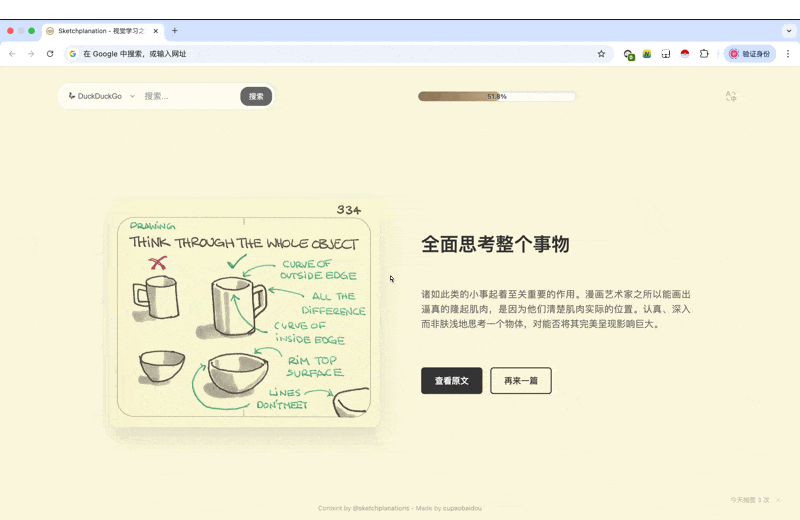 Sketchplanation - 视觉学习之
在 Google 中搜索，或输入网址
验证身份
DuckDuckGo
搜索...
搜索
51.8%
334
DRAWING
THINK THROUGH THE WHOLE OBJECT
CURVE OF
OUTSIDE EDGE
ALL THE
DIFFERENCE
CURVE OF
INSIDE EDGE
RIM TOP
SURFACE
LINES
DON'T MEET
全面思考整个事物
诸如此类的小事起着至关重要的作用。漫画艺术家之所以能画出
逼真的隆起肌肉，是因为他们清楚肌肉实际的位置。认真、深入
而非肤浅地思考一个物体，对能否将其完美呈现影响巨大。
查看原文
再来一篇
Content by @sketchplanations - Made by cupaobaidou